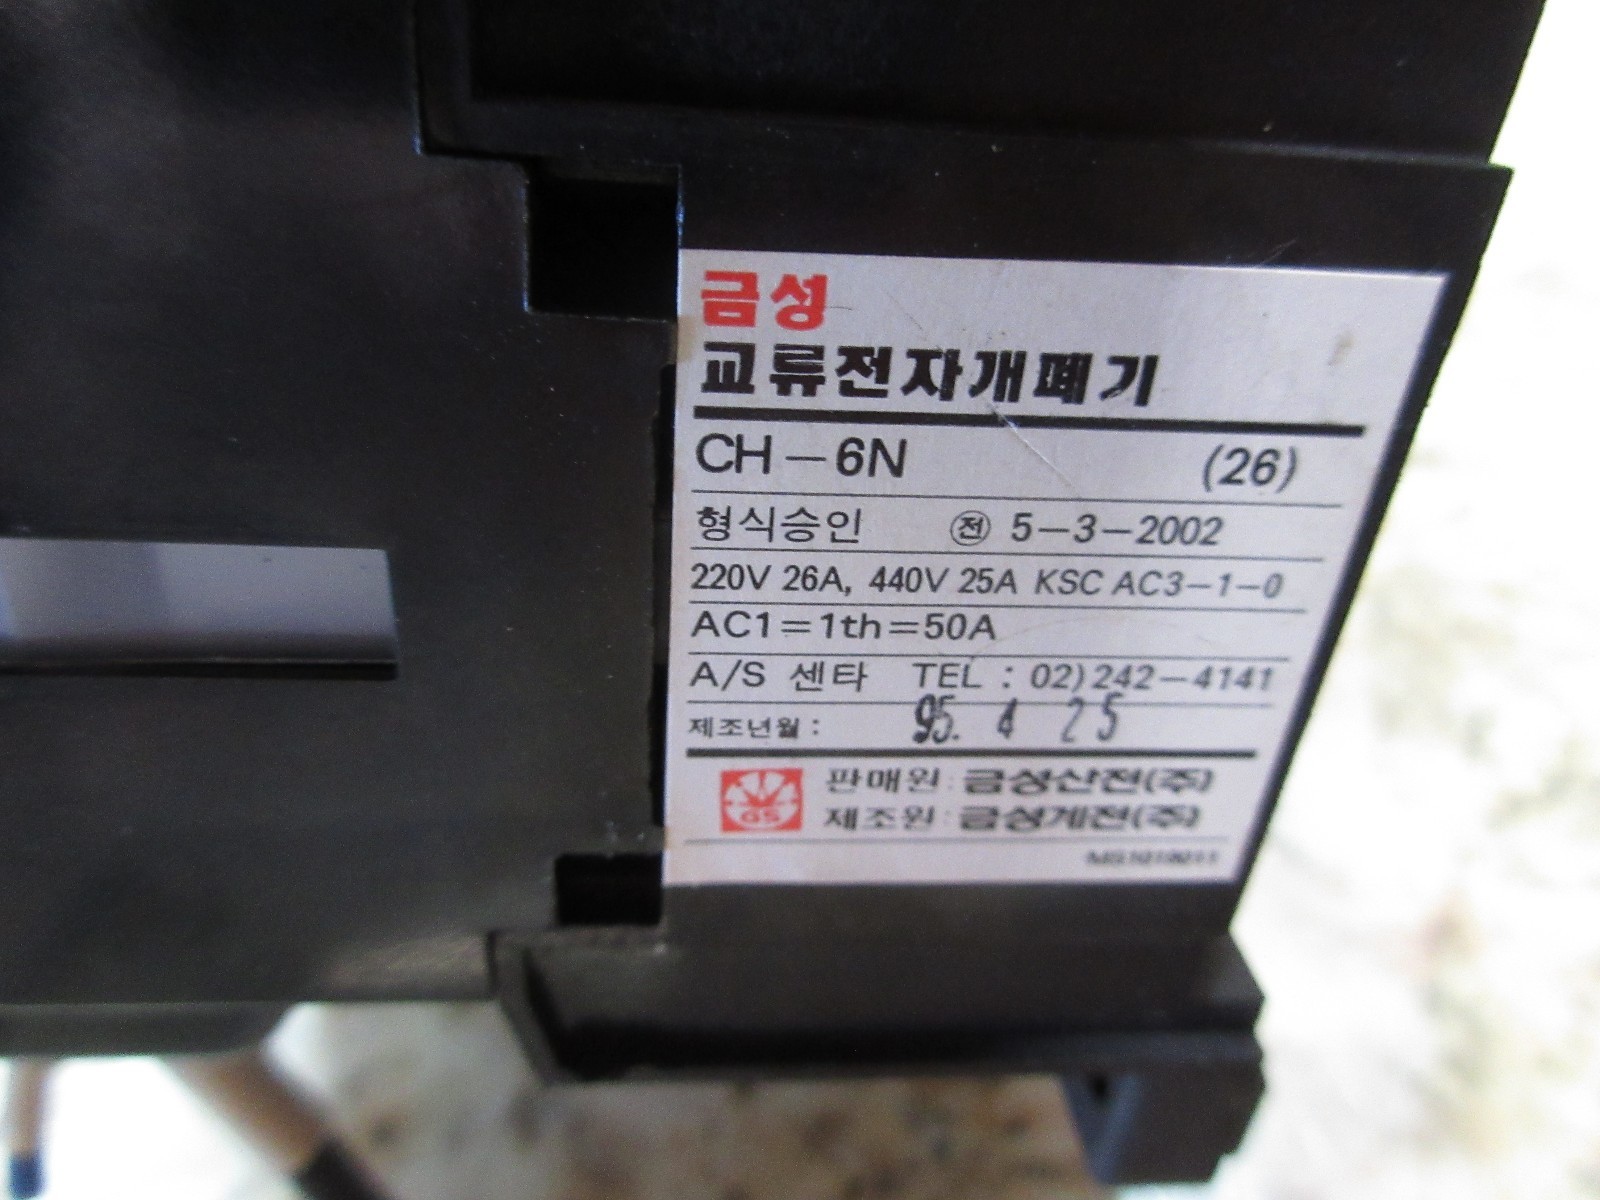 금성
교류전자개폐기
CH-6N (26)
형식승인 ㉠ 5-3-2002
220V 26A, 440V 25A KSC AC3-1-0
AC1=1th=50A
A/S 센타 TEL : 02)242-4141
제조년월 : 95. 4 25
GS
판매원 : 금성산전(주)
제조원 : 금성계전(주)